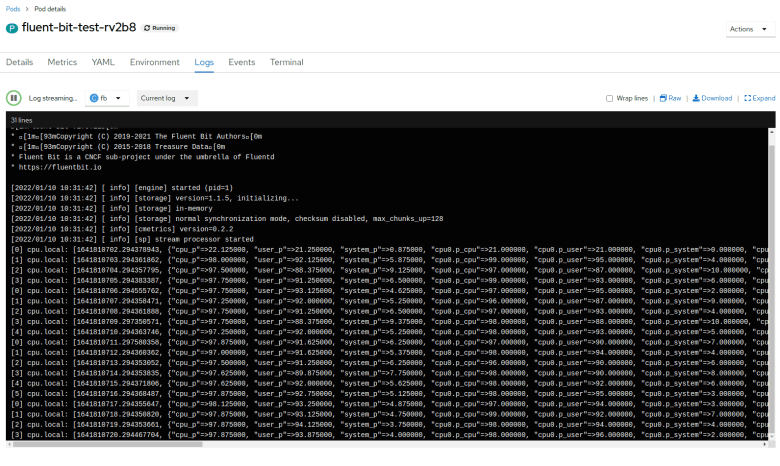 Pods > Pod details
P fluent-bit-test-rv2b8 Running
Actions
Details Metrics YAML Environment Logs Events Terminal
Log streaming... C fb Current log Wrap lines | Raw | Download | Expand
31 lines
* [1m[93mCopyright (C) 2019-2021 The Fluent Bit Authors[0m
* [1m[93mCopyright (C) 2015-2018 Treasure Data[0m
* Fluent Bit is a CNCF sub-project under the umbrella of Fluentd
* https://fluentbit.io
[2022/01/10 10:31:42] [ info] [engine] started (pid=1)
[2022/01/10 10:31:42] [ info] [storage] version=1.1.5, initializing...
[2022/01/10 10:31:42] [ info] [storage] in-memory
[2022/01/10 10:31:42] [ info] [storage] normal synchronization mode, checksum disabled, max_chunks_up=128
[2022/01/10 10:31:42] [ info] [cmetrics] version=0.2.2
[2022/01/10 10:31:42] [ info] [sp] stream processor started
[0] cpu.local: [1641810702.294378943, {"cpu_p"=>22.125000, "user_p"=>21.250000, "system_p"=>0.875000, "cpu0.p_cpu"=>21.000000, "cpu0.p_user"=>21.000000, "cpu0.p_system"=>0.000000, "cpu
[1] cpu.local: [1641810703.294361862, {"cpu_p"=>98.000000, "user_p"=>92.125000, "system_p"=>5.875000, "cpu0.p_cpu"=>99.000000, "cpu0.p_user"=>95.000000, "cpu0.p_system"=>4.000000, "cpu
[2] cpu.local: [1641810704.294357795, {"cpu_p"=>97.500000, "user_p"=>88.375000, "system_p"=>9.125000, "cpu0.p_cpu"=>97.000000, "cpu0.p_user"=>87.000000, "cpu0.p_system"=>10.000000, "cp
[3] cpu.local: [1641810705.294383387, {"cpu_p"=>97.750000, "user_p"=>91.250000, "system_p"=>6.500000, "cpu0.p_cpu"=>99.000000, "cpu0.p_user"=>93.000000, "cpu0.p_system"=>6.000000, "cpu
[0] cpu.local: [1641810706.294355762, {"cpu_p"=>97.750000, "user_p"=>93.125000, "system_p"=>4.625000, "cpu0.p_cpu"=>97.000000, "cpu0.p_user"=>95.000000, "cpu0.p_system"=>2.000000, "cpu
[1] cpu.local: [1641810707.294358471, {"cpu_p"=>97.250000, "user_p"=>92.000000, "system_p"=>5.250000, "cpu0.p_cpu"=>96.000000, "cpu0.p_user"=>87.000000, "cpu0.p_system"=>9.000000, "cpu
[2] cpu.local: [1641810708.294361888, {"cpu_p"=>97.750000, "user_p"=>91.250000, "system_p"=>6.500000, "cpu0.p_cpu"=>97.000000, "cpu0.p_user"=>93.000000, "cpu0.p_system"=>4.000000, "cpu
[3] cpu.local: [1641810709.297350571, {"cpu_p"=>97.750000, "user_p"=>88.375000, "system_p"=>9.375000, "cpu0.p_cpu"=>98.000000, "cpu0.p_user"=>88.000000, "cpu0.p_system"=>10.000000, "cp
[4] cpu.local: [1641810710.294363746, {"cpu_p"=>97.250000, "user_p"=>92.000000, "system_p"=>5.250000, "cpu0.p_cpu"=>98.000000, "cpu0.p_user"=>93.000000, "cpu0.p_system"=>5.000000, "cpu
[0] cpu.local: [1641810711.297580358, {"cpu_p"=>97.875000, "user_p"=>91.625000, "system_p"=>6.250000, "cpu0.p_cpu"=>97.000000, "cpu0.p_user"=>90.000000, "cpu0.p_system"=>7.000000, "cpu
[1] cpu.local: [1641810712.294360362, {"cpu_p"=>97.000000, "user_p"=>91.625000, "system_p"=>5.375000, "cpu0.p_cpu"=>98.000000, "cpu0.p_user"=>94.000000, "cpu0.p_system"=>4.000000, "cpu
[2] cpu.local: [1641810713.294353052, {"cpu_p"=>97.750000, "user_p"=>91.250000, "system_p"=>6.500000, "cpu0.p_cpu"=>96.000000, "cpu0.p_user"=>90.000000, "cpu0.p_system"=>6.000000, "cpu
[3] cpu.local: [1641810714.294353835, {"cpu_p"=>97.625000, "user_p"=>89.875000, "system_p"=>7.750000, "cpu0.p_cpu"=>98.000000, "cpu0.p_user"=>90.000000, "cpu0.p_system"=>8.000000, "cpu
[4] cpu.local: [1641810715.294371806, {"cpu_p"=>97.625000, "user_p"=>92.000000, "system_p"=>5.625000, "cpu0.p_cpu"=>98.000000, "cpu0.p_user"=>92.000000, "cpu0.p_system"=>6.000000, "cpu
[5] cpu.local: [1641810716.294368487, {"cpu_p"=>97.875000, "user_p"=>92.750000, "system_p"=>5.125000, "cpu0.p_cpu"=>98.000000, "cpu0.p_user"=>95.000000, "cpu0.p_system"=>3.000000, "cpu
[0] cpu.local: [1641810717.294355647, {"cpu_p"=>98.125000, "user_p"=>93.250000, "system_p"=>4.875000, "cpu0.p_cpu"=>97.000000, "cpu0.p_user"=>94.000000, "cpu0.p_system"=>3.000000, "cpu
[1] cpu.local: [1641810718.294350820, {"cpu_p"=>97.875000, "user_p"=>93.125000, "system_p"=>4.750000, "cpu0.p_cpu"=>99.000000, "cpu0.p_user"=>92.000000, "cpu0.p_system"=>7.000000, "cpu
[2] cpu.local: [1641810719.294353661, {"cpu_p"=>97.875000, "user_p"=>94.125000, "system_p"=>3.750000, "cpu0.p_cpu"=>98.000000, "cpu0.p_user"=>94.000000, "cpu0.p_system"=>4.000000, "cpu
[3] cpu.local: [1641810720.294467704, {"cpu_p"=>97.875000, "user_p"=>93.875000, "system_p"=>4.000000, "cpu0.p_cpu"=>98.000000, "cpu0.p_user"=>96.000000, "cpu0.p_system"=>2.000000, "cpu